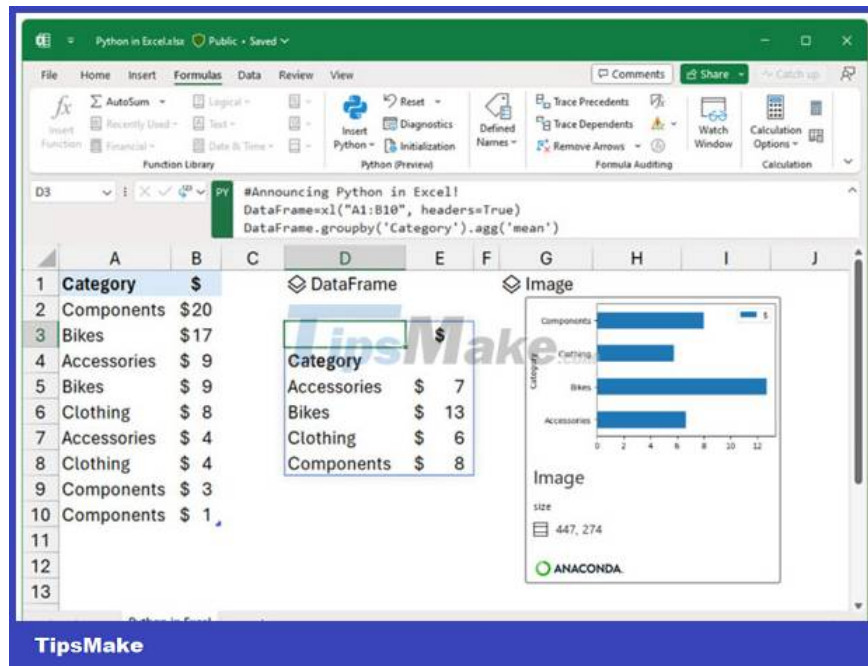 Python in Excel.xlsx Public • Saved
File Home Insert Formulas Data Review View Comments Share Catch up
AutoSum Logical Reset Trace Precedents
Insert Function Recently Used Text Insert Python Diagnostics Defined Names Trace Dependents Watch Window Calculation Options
Financial Date & Time Initialization Remove Arrows
Function Library Python (Preview) Formula Auditing Calculation
D3 PY #Announcing Python in Excel!
DataFrame=xl("A1:B10", headers=True)
DataFrame.groupby('Category').agg('mean')
A B C D E F G H I J
1 Category $ DataFrame Image
2 Components $20
3 Bikes $17 $
4 Accessories $ 9 Category
5 Bikes $ 9 Accessories $ 7
6 Clothing $ 8 Bikes $ 13
7 Accessories $ 4 Clothing $ 6
8 Clothing $ 4 Components $ 8
9 Components $ 3
10 Components $ 1
11
12
13
TipsMake.com
$
Components
Clothing
Bikes
Accessories
Category
0 2 4 6 8 10 12
Image
size
447, 274
ANACONDA.
Python in Excel
TipsMake